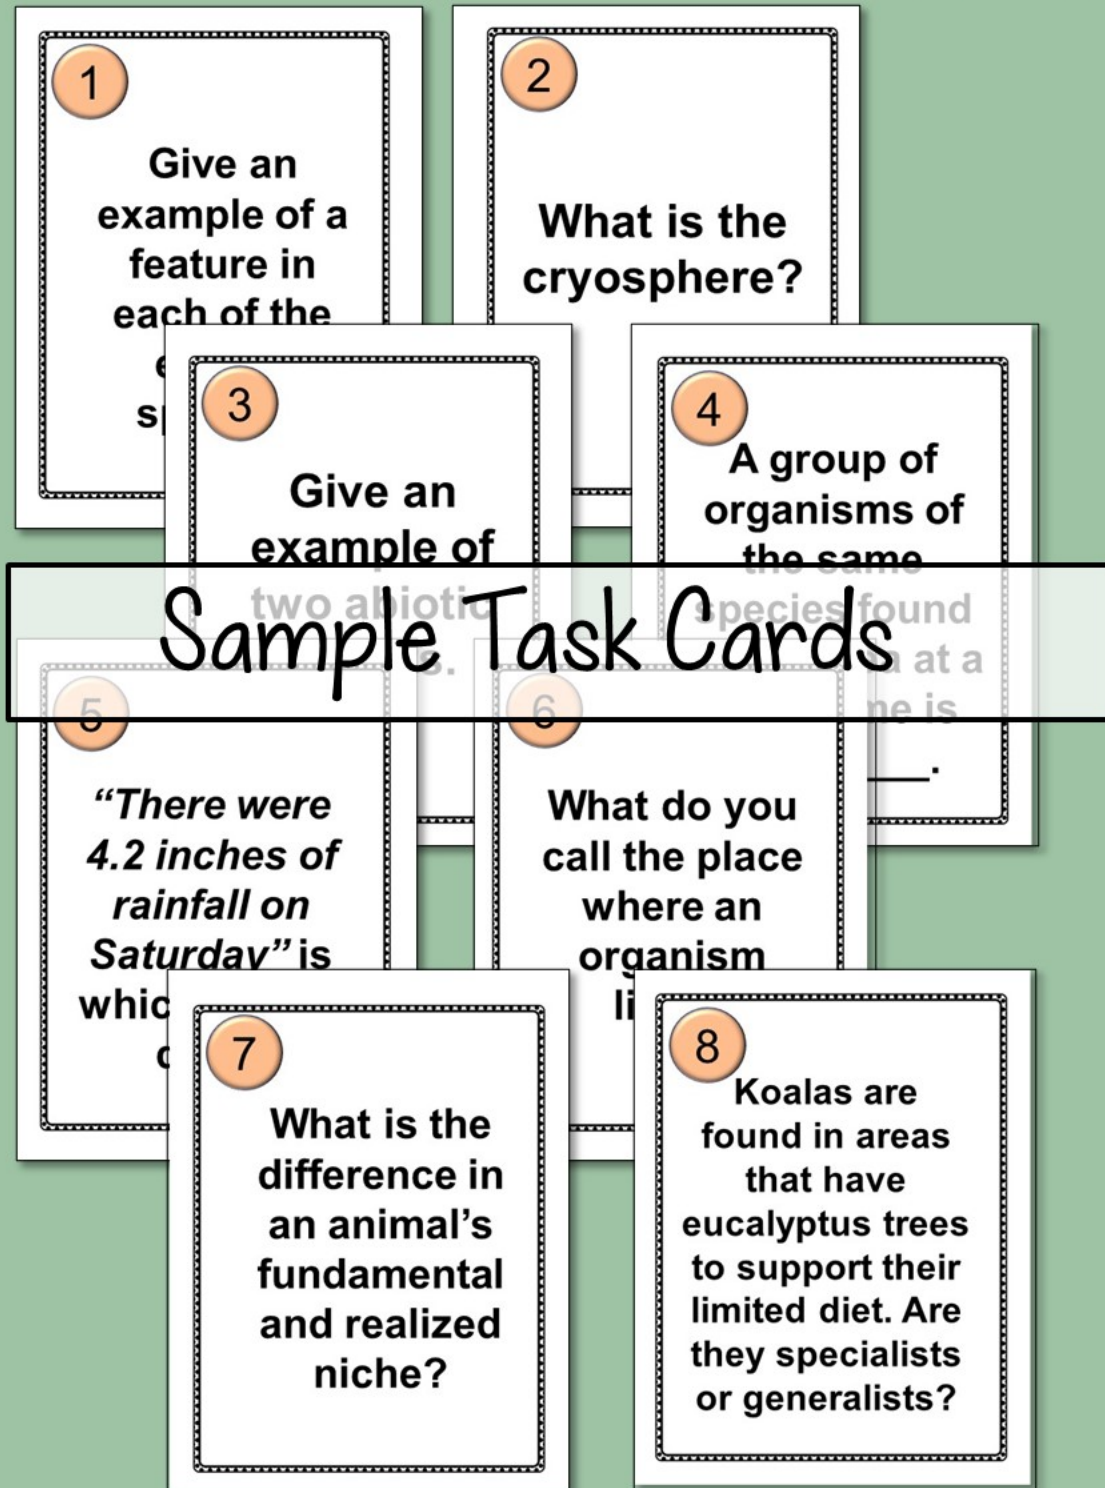 1
Give an
example of a
feature in
each of the
2
What is the
cryosphere?
3
Give an
example of
two abiotic
4
A group of
organisms of
the same
species found
at a
is
____.
Sample Task Cards
5
“There were
4.2 inches of
rainfall on
Saturday” is
6
What do you
call the place
where an
organism
7
What is the
difference in
an animal’s
fundamental
and realized
niche?
8
Koalas are
found in areas
that have
eucalyptus trees
to support their
limited diet. Are
they specialists
or generalists?